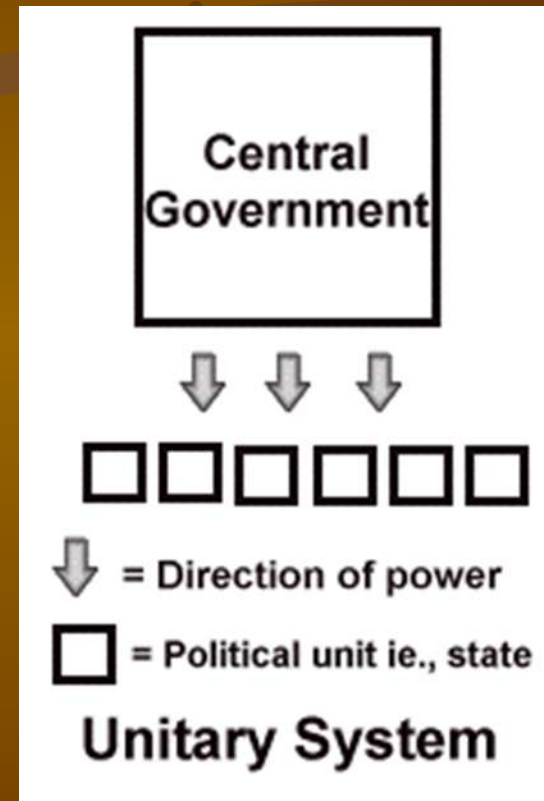 Central
Government
= Direction of power
= Political unit ie., state
Unitary System